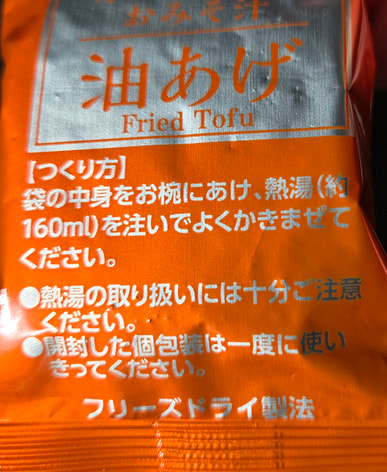 おみそ汁
油あげ
Fried Tofu
【つくり方】
袋の中身をお椀にあけ、熱湯(約
160ml)を注いでよくかきまぜて
ください。
●熱湯の取り扱いには十分ご注意
ください。
●開封した個包装は一度に使い
きってください。
フリーズドライ製法